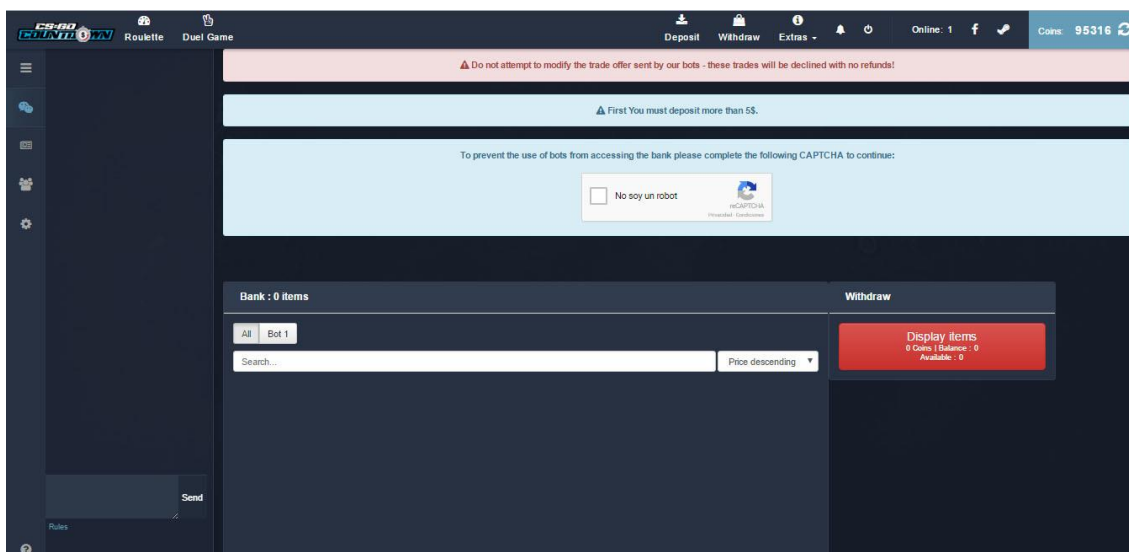 CS:GO
COUNTDOWN
Roulette
Duel Game
Deposit
Withdraw
Extras
Online: 1
f
Coins: 95316
Do not attempt to modify the trade offer sent by our bots - these trades will be declined with no refunds!
First You must deposit more than 5$.
To prevent the use of bots from accessing the bank please complete the following CAPTCHA to continue:
No soy un robot
reCAPTCHA
Privacidad - Condiciones
Bank : 0 items
Withdraw
All
Bot 1
Display items
0 Coins | Balance : 0
Available : 0
Search...
Price descending
Send
Rules